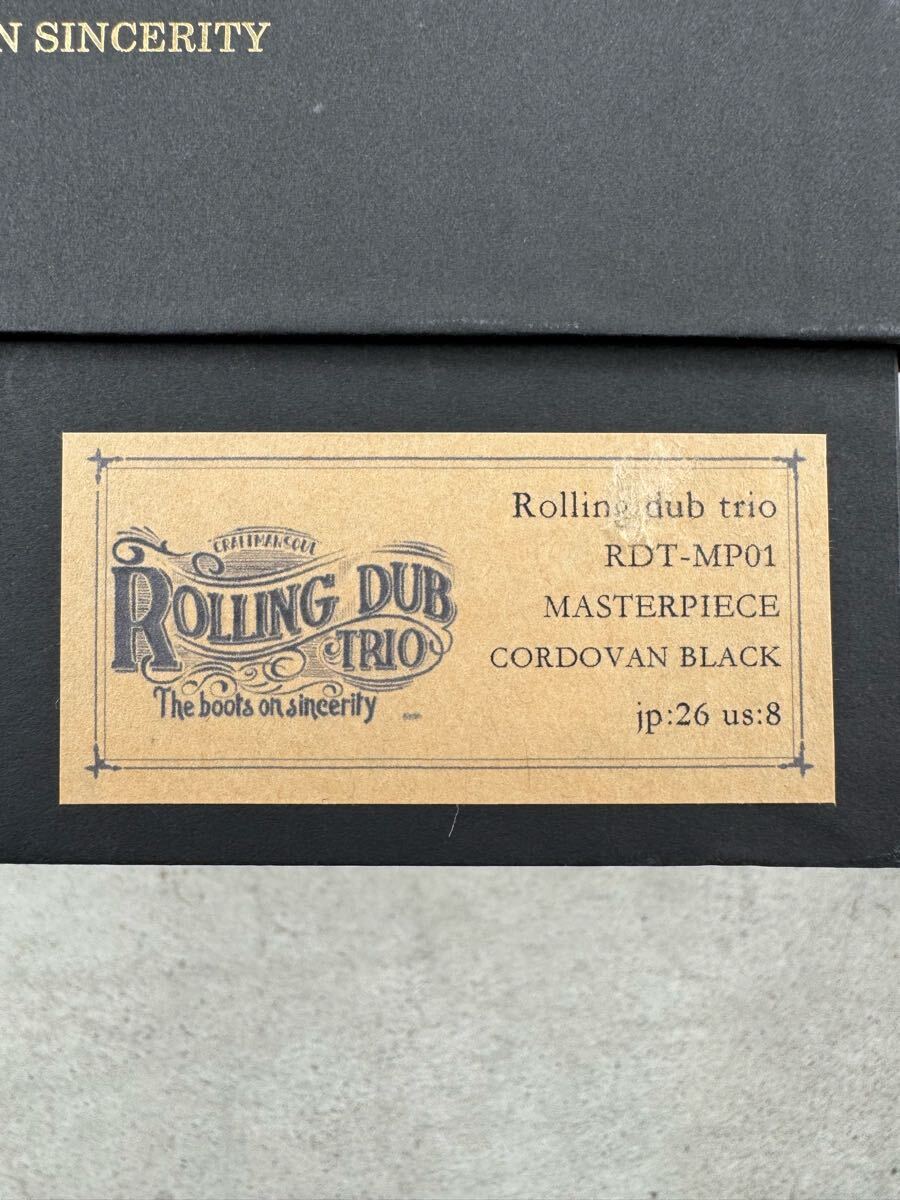 N SINCERITY
CRAFTMANSOUL
ROLLING DUB
TRIO
The boots on sincerity
Rolling dub trio
RDT-MP01
MASTERPIECE
CORDOVAN BLACK
jp:26 us:8